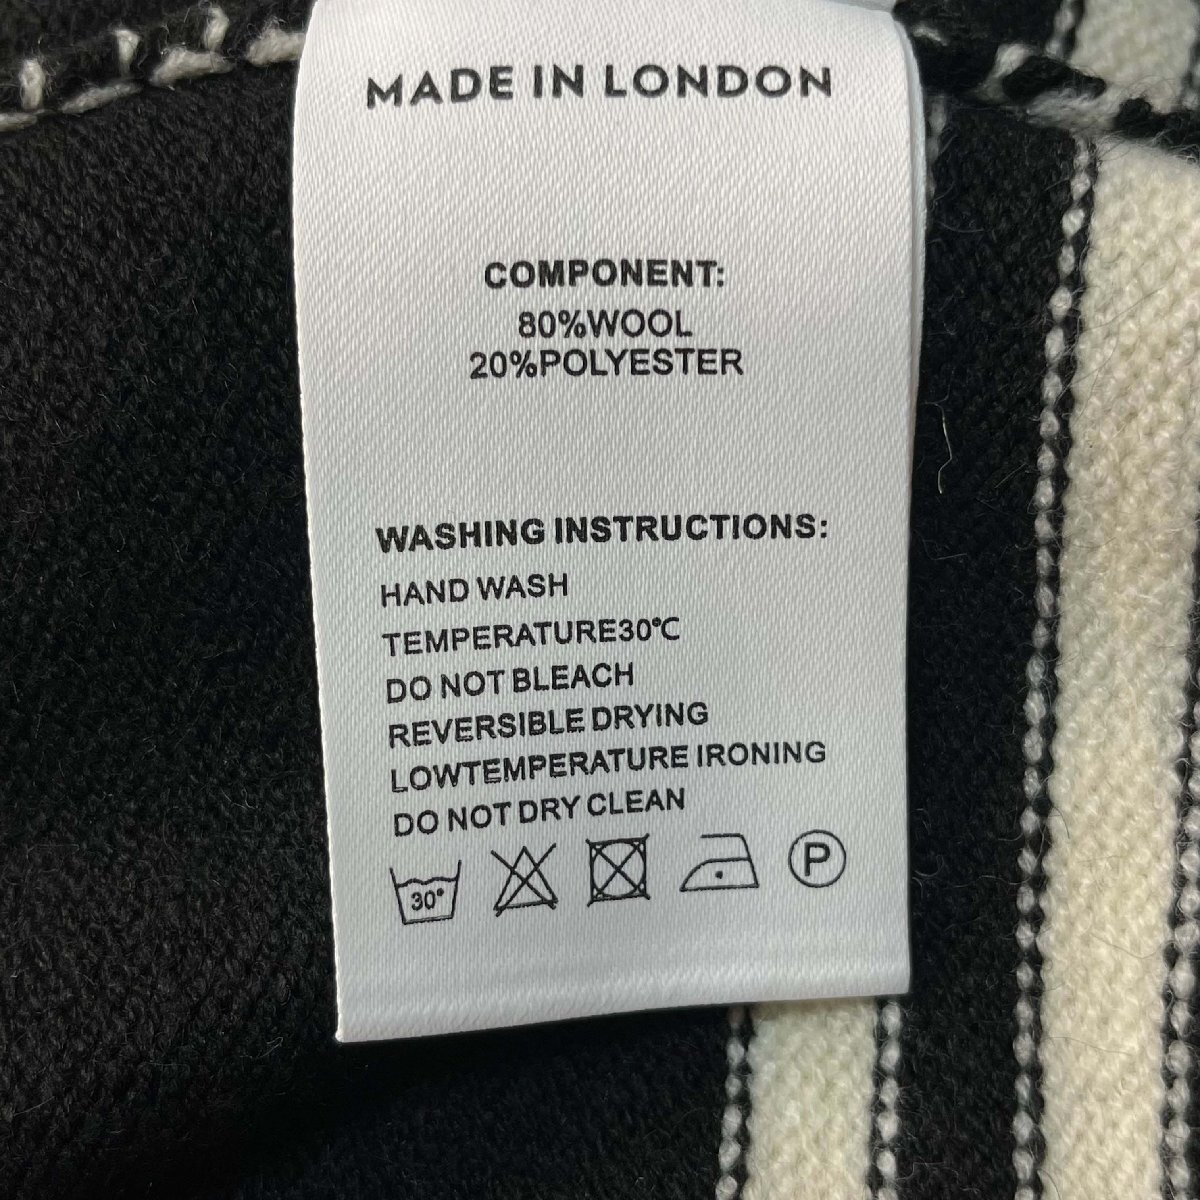 MADE IN LONDON
COMPONENT:
80%WOOL
20%POLYESTER
WASHING INSTRUCTIONS:
HAND WASH
TEMPERATURE30℃
DO NOT BLEACH
REVERSIBLE DRYING
LOWTEMPERATURE IRONING
DO NOT DRY CLEAN
30° P